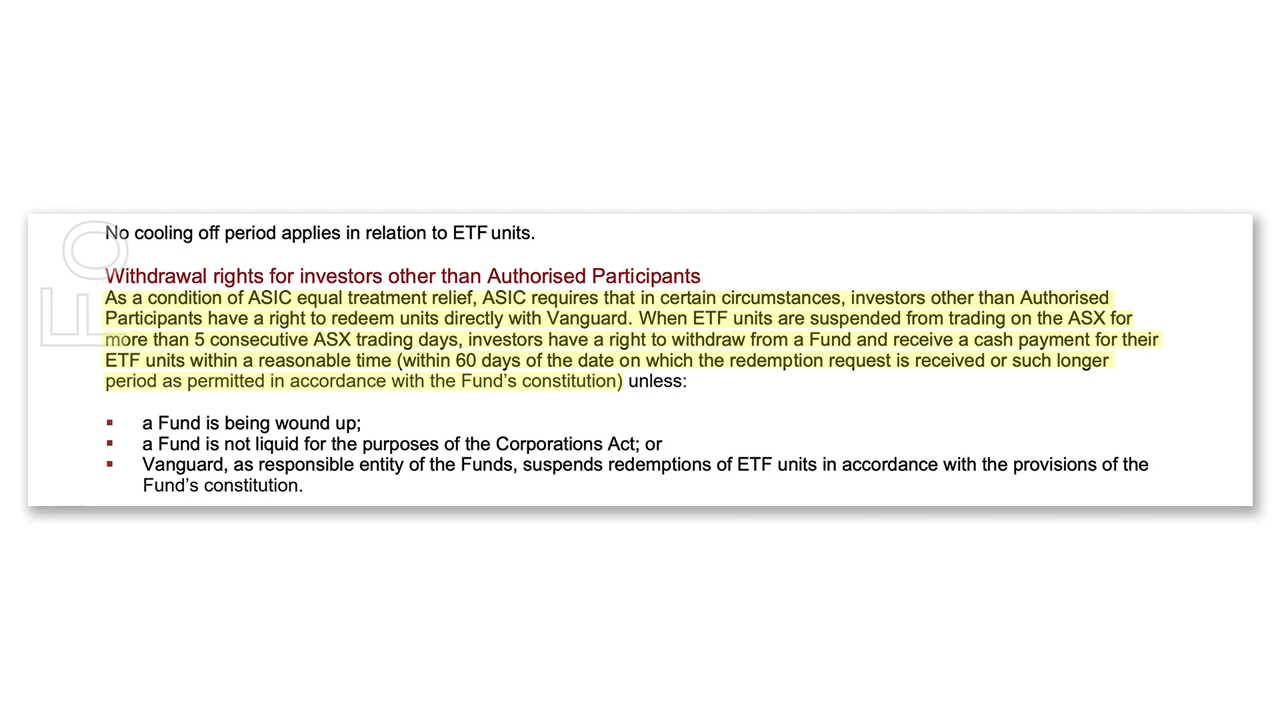 No cooling off period applies in relation to ETF units.
Withdrawal rights for investors other than Authorised Participants
As a condition of ASIC equal treatment relief, ASIC requires that in certain circumstances, investors other than Authorised
Participants have a right to redeem units directly with Vanguard. When ETF units are suspended from trading on the ASX for
more than 5 consecutive ASX trading days, investors have a right to withdraw from a Fund and receive a cash payment for their
ETF units within a reasonable time (within 60 days of the date on which the redemption request is received or such longer
period as permitted in accordance with the Fund’s constitution) unless:
▪ a Fund is being wound up;
▪ a Fund is not liquid for the purposes of the Corporations Act; or
▪ Vanguard, as responsible entity of the Funds, suspends redemptions of ETF units in accordance with the provisions of the
Fund’s constitution.